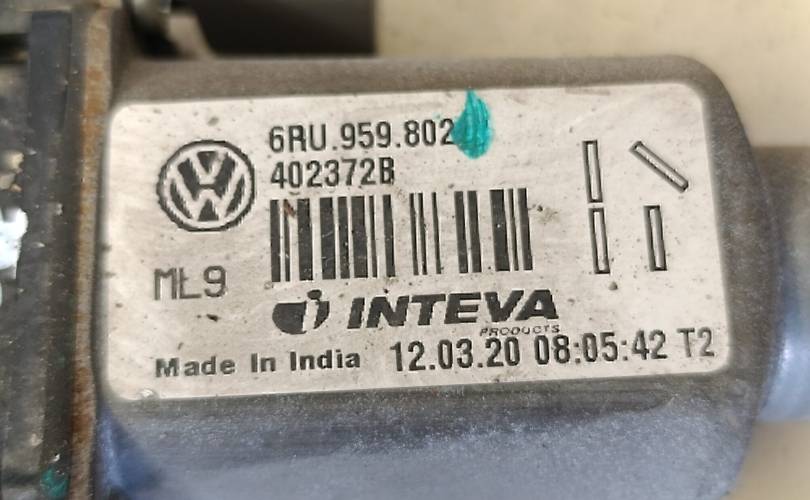 6RU.959.802
402372B
ML9
INTEVA
PRODUCTS
Made In India 12.03.20 08:05:42 T2